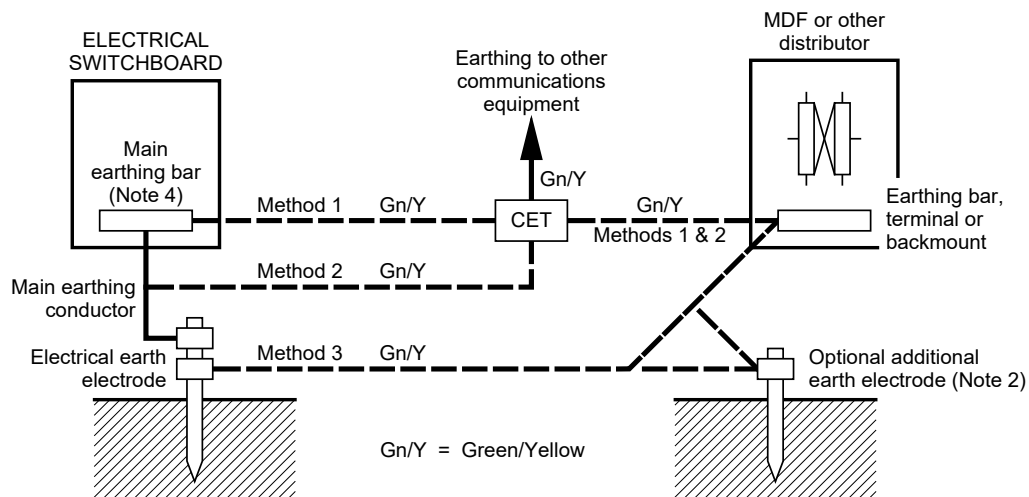 ELECTRICAL
SWITCHBOARD
Main
earthing bar
(Note 4)
Earthing to other
communications
equipment
MDF or other
distributor
Gn/Y
Method 1 Gn/Y
CET
Gn/Y
Methods 1 & 2
Earthing bar,
terminal or
backmount
Method 2 Gn/Y
Main earthing
conductor
Electrical earth
electrode
Method 3 Gn/Y
Optional additional
earth electrode (Note 2)
Gn/Y = Green/Yellow